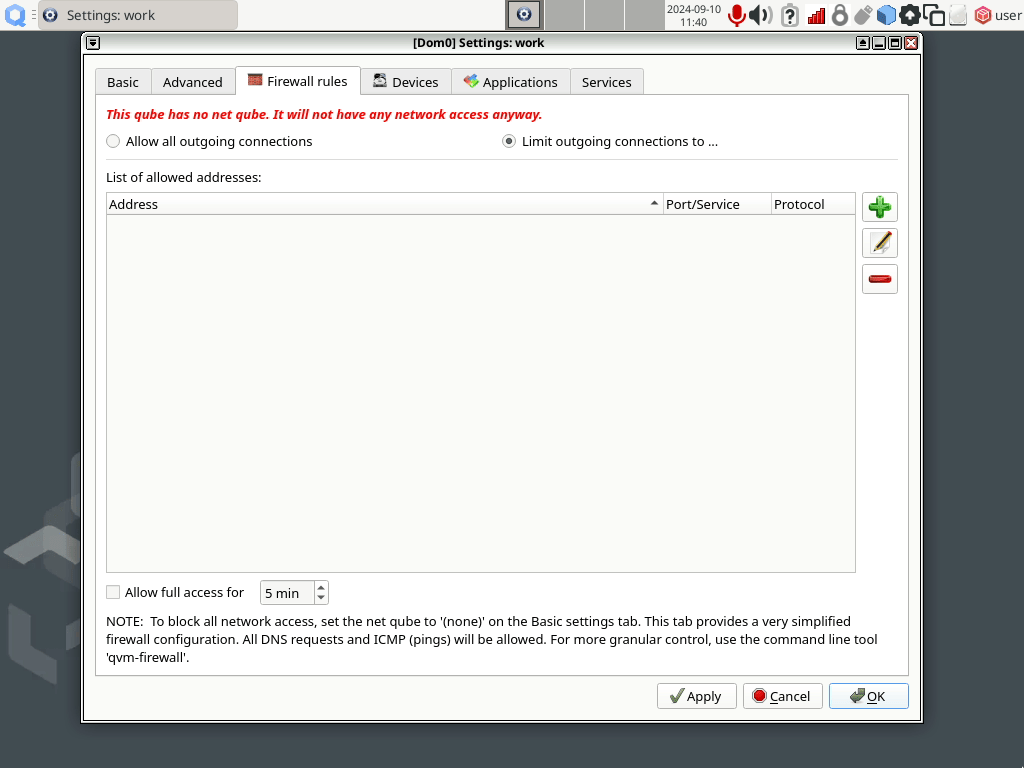 Settings: work
2024-09-10
11:40
user
[Dom0] Settings: work
Basic
Advanced
Firewall rules
Devices
Applications
Services
This qube has no net qube. It will not have any network access anyway.
Allow all outgoing connections
Limit outgoing connections to ...
List of allowed addresses:
Address
Port/Service
Protocol
Allow full access for
5 min
NOTE:  To block all network access, set the net qube to '(none)' on the Basic settings tab. This tab provides a very simplified
firewall configuration. All DNS requests and ICMP (pings) will be allowed. For more granular control, use the command line tool
'qvm-firewall'.
Apply
Cancel
OK